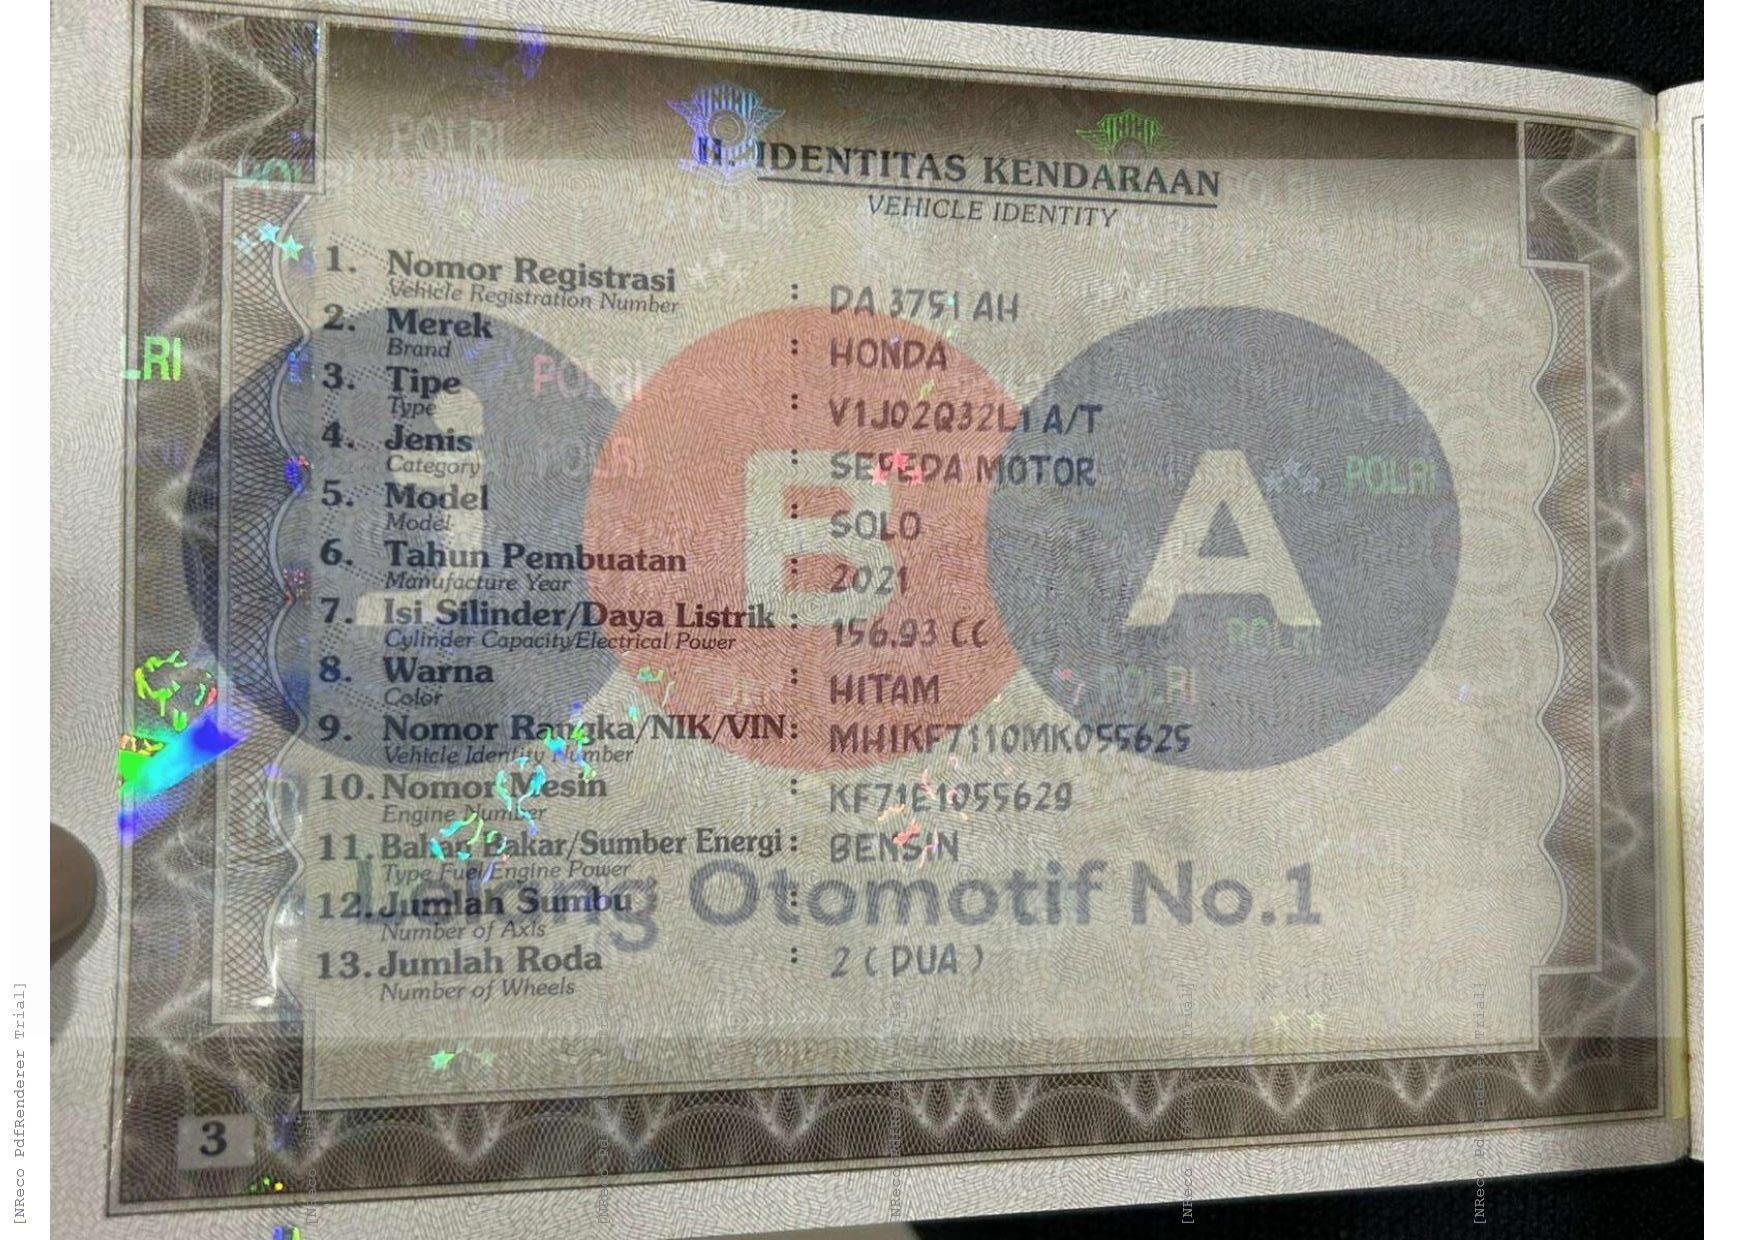 II. IDENTITAS KENDARAAN
VEHICLE IDENTITY
1. Nomor Registrasi : DA 3751 AH
Vehicle Registration Number
2. Merek : HONDA
Brand
3. Tipe : V1J02Q32L1 A/T
Type
4. Jenis : SEPEDA MOTOR
Category
5. Model : SOLO
Model
6. Tahun Pembuatan : 2021
Manufacture Year
7. Isi Silinder/Daya Listrik : 156.93 CC
Cylinder Capacity/Electrical Power
8. Warna : HITAM
Color
9. Nomor Rangka/NIK/VIN : MH1KF7110MK055625
Vehicle Identity Number
10. Nomor Mesin : KF71E1055629
Engine Number
11. Bahan Bakar/Sumber Energi : BENSIN
Type Fuel/Engine Power
12. Jumlah Sumbu :
Number of Axis
13. Jumlah Roda : 2 ( DUA )
Number of Wheels
3
i B A
Lelang Otomotif No.1
POLRI
[NReco PdfRenderer Trial]